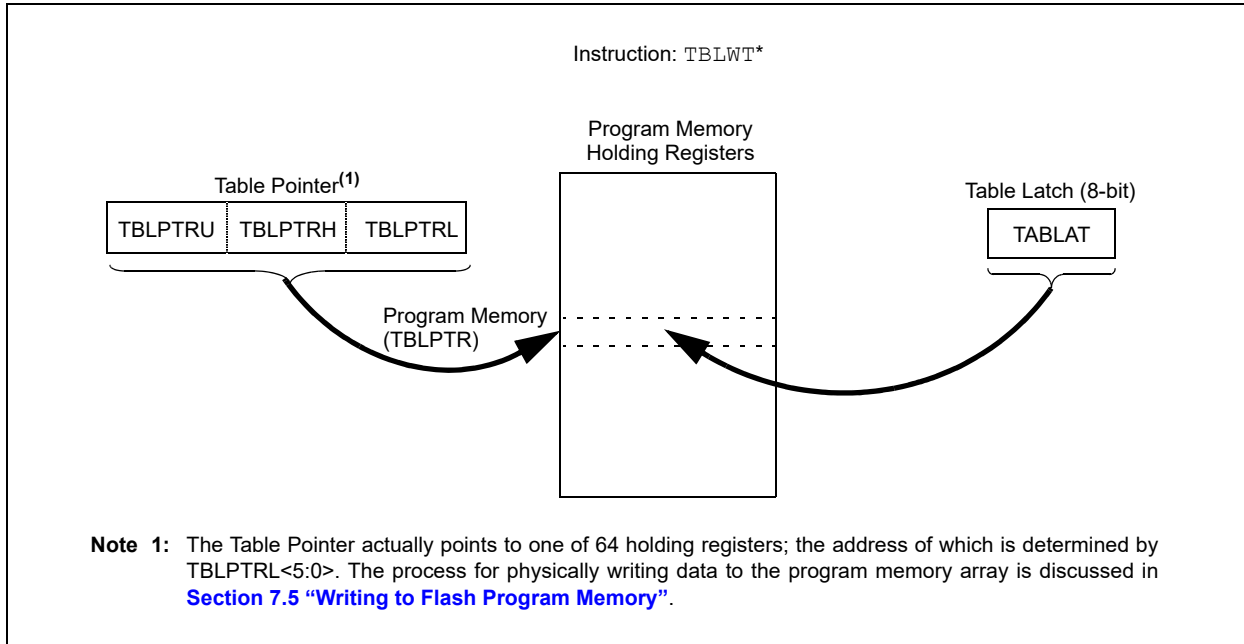 Instruction: TBLWT*
Program Memory
Holding Registers
Table Pointer(1)
Table Latch (8-bit)
TBLPTRU TBLPTRH TBLPTRL
TABLAT
Program Memory
(TBLPTR)
Note 1: The Table Pointer actually points to one of 64 holding registers; the address of which is determined by
TBLPTRL<5:0>. The process for physically writing data to the program memory array is discussed in
Section 7.5 “Writing to Flash Program Memory”.